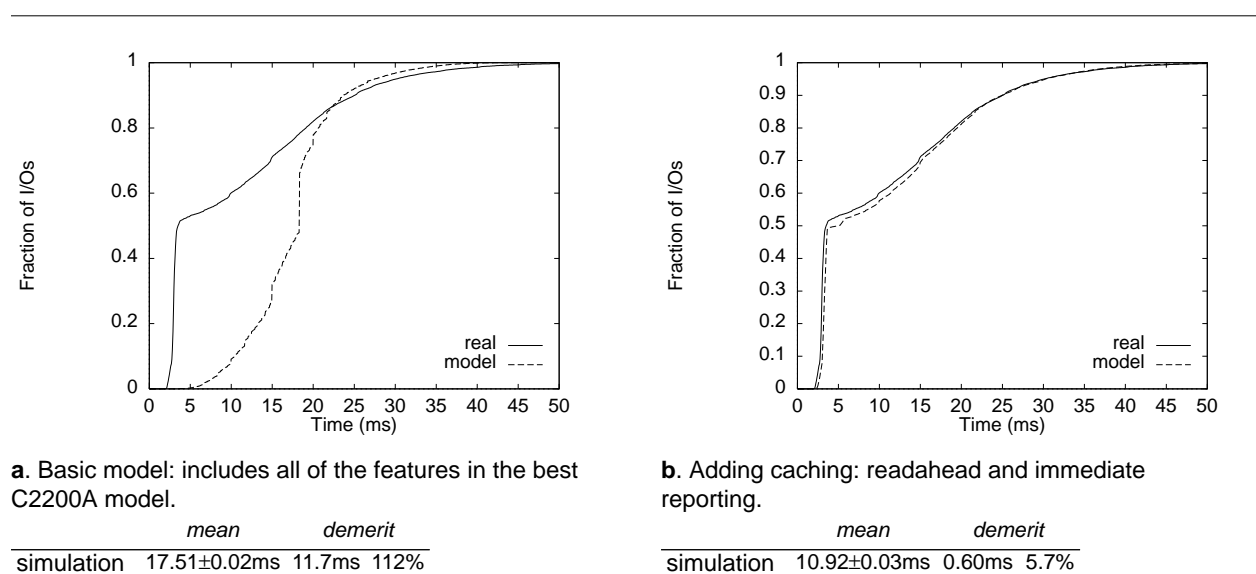 1
0.8
0.6
0.4
0.2
0
Fraction of I/Os
real
model
0 5 10 15 20 25 30 35 40 45 50
Time (ms)
a. Basic model: includes all of the features in the best
C2200A model.
mean demerit
simulation 17.51±0.02ms 11.7ms 112%
1
0.9
0.8
0.7
0.6
0.5
0.4
0.3
0.2
0.1
0
Fraction of I/Os
real
model
0 5 10 15 20 25 30 35 40 45 50
Time (ms)
b. Adding caching: readahead and immediate
reporting.
mean demerit
simulation 10.92±0.03ms 0.60ms 5.7%